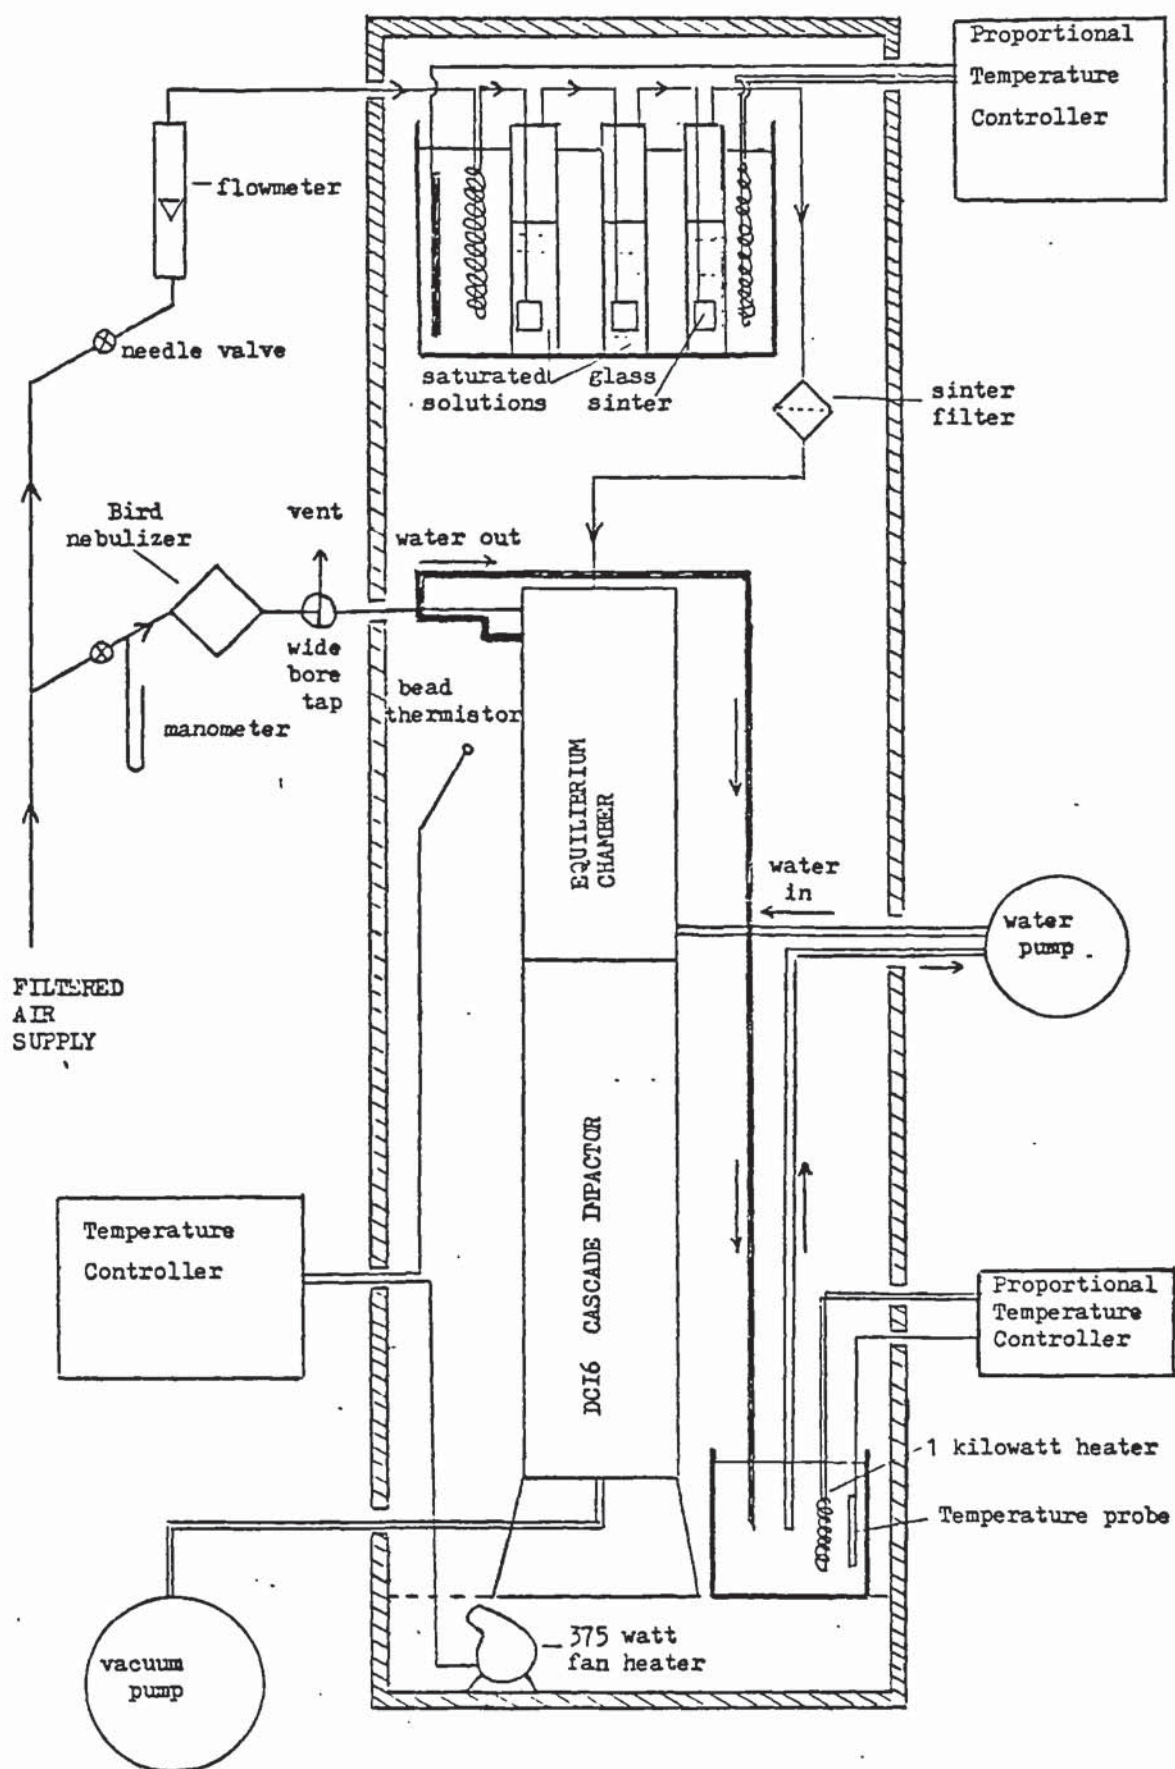 Proportional
Temperature
Controller
flowmeter
needle valve
saturated
solutions
glass
sinter
sinter
filter
Bird
nebulizer
vent
water out
wide
bore
tap
manometer
bead
thermistor
EQUILIERIUM
CHAMBER
water
in
water
pump
FILTERED
AIR
SUPPLY
DCI6 CASCADE IMPACTOR
Temperature
Controller
Proportional
Temperature
Controller
1 kilowatt heater
Temperature probe
375 watt
fan heater
vacuum
pump